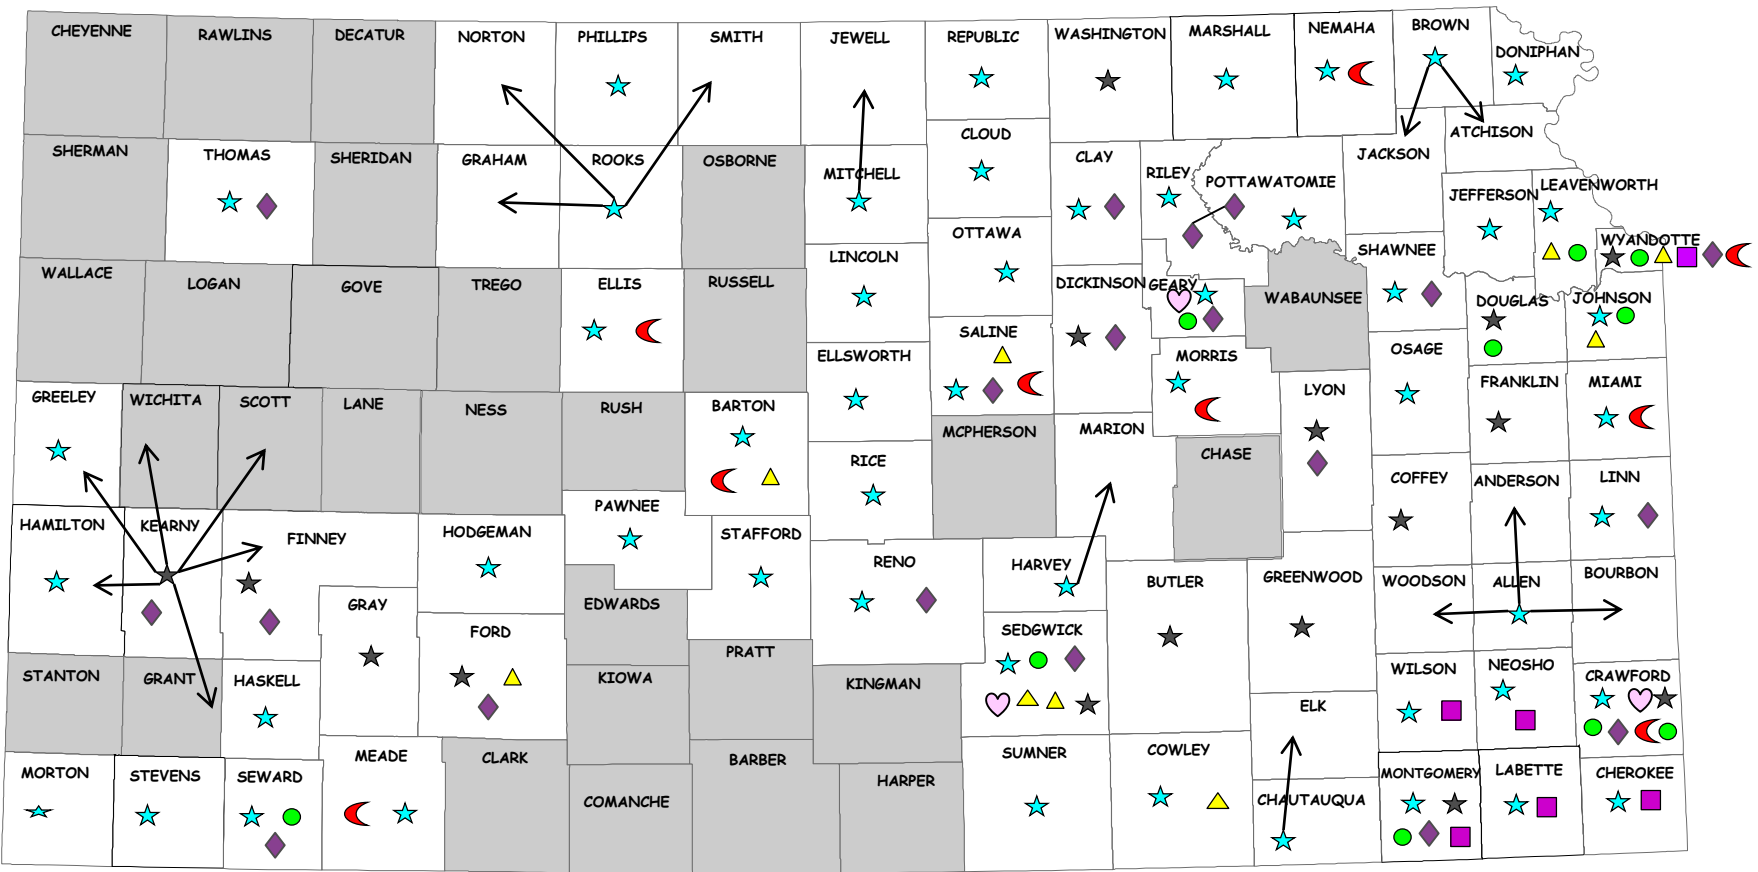 CHEYENNE
RAWLINS
DECATUR
NORTON
PHILLIPS
SMITH
JEWELL
REPUBLIC
WASHINGTON
MARSHALL
NEMAHA
BROWN
DONIPHAN
SHERMAN
THOMAS
SHERIDAN
GRAHAM
ROOKS
OSBORNE
MITCHELL
CLOUD
CLAY
RILEY
POTTAWATOMIE
JACKSON
ATCHISON
JEFFERSON
LEAVENWORTH
WYANDOTTE
WALLACE
LOGAN
GOVE
TREGO
ELLIS
RUSSELL
LINCOLN
OTTAWA
DICKINSON
GEARY
WABAUNSEE
SHAWNEE
DOUGLAS
JOHNSON
GREELEY
WICHITA
SCOTT
LANE
NESS
RUSH
BARTON
ELLSWORTH
SALINE
MORRIS
LYON
OSAGE
FRANKLIN
MIAMI
RICE
MCPHERSON
MARION
CHASE
COFFEY
ANDERSON
LINN
HAMILTON
KEARNY
FINNEY
HODGEMAN
PAWNEE
STAFFORD
RENO
HARVEY
BUTLER
GREENWOOD
WOODSON
ALLEN
BOURBON
GRAY
FORD
EDWARDS
SEDGWICK
STANTON
GRANT
HASKELL
KIOWA
PRATT
KINGMAN
ELK
WILSON
NEOSHO
CRAWFORD
MORTON
STEVENS
SEWARD
MEADE
CLARK
COMANCHE
BARBER
HARPER
SUMNER
COWLEY
CHAUTAUQUA
MONTGOMERY
LABETTE
CHEROKEE